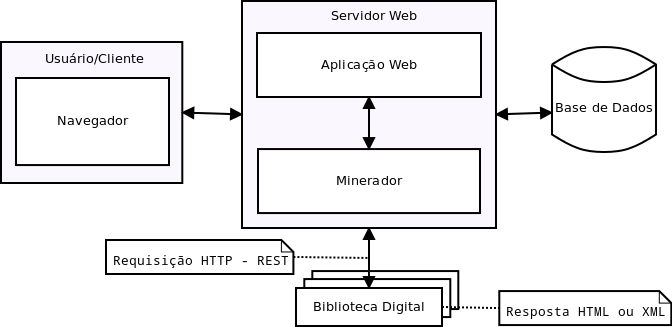 Servidor Web
Usuário/Cliente
Aplicação Web
Navegador
Base de Dados
Minerador
Requisição HTTP - REST
Biblioteca Digital
Resposta HTML ou XML